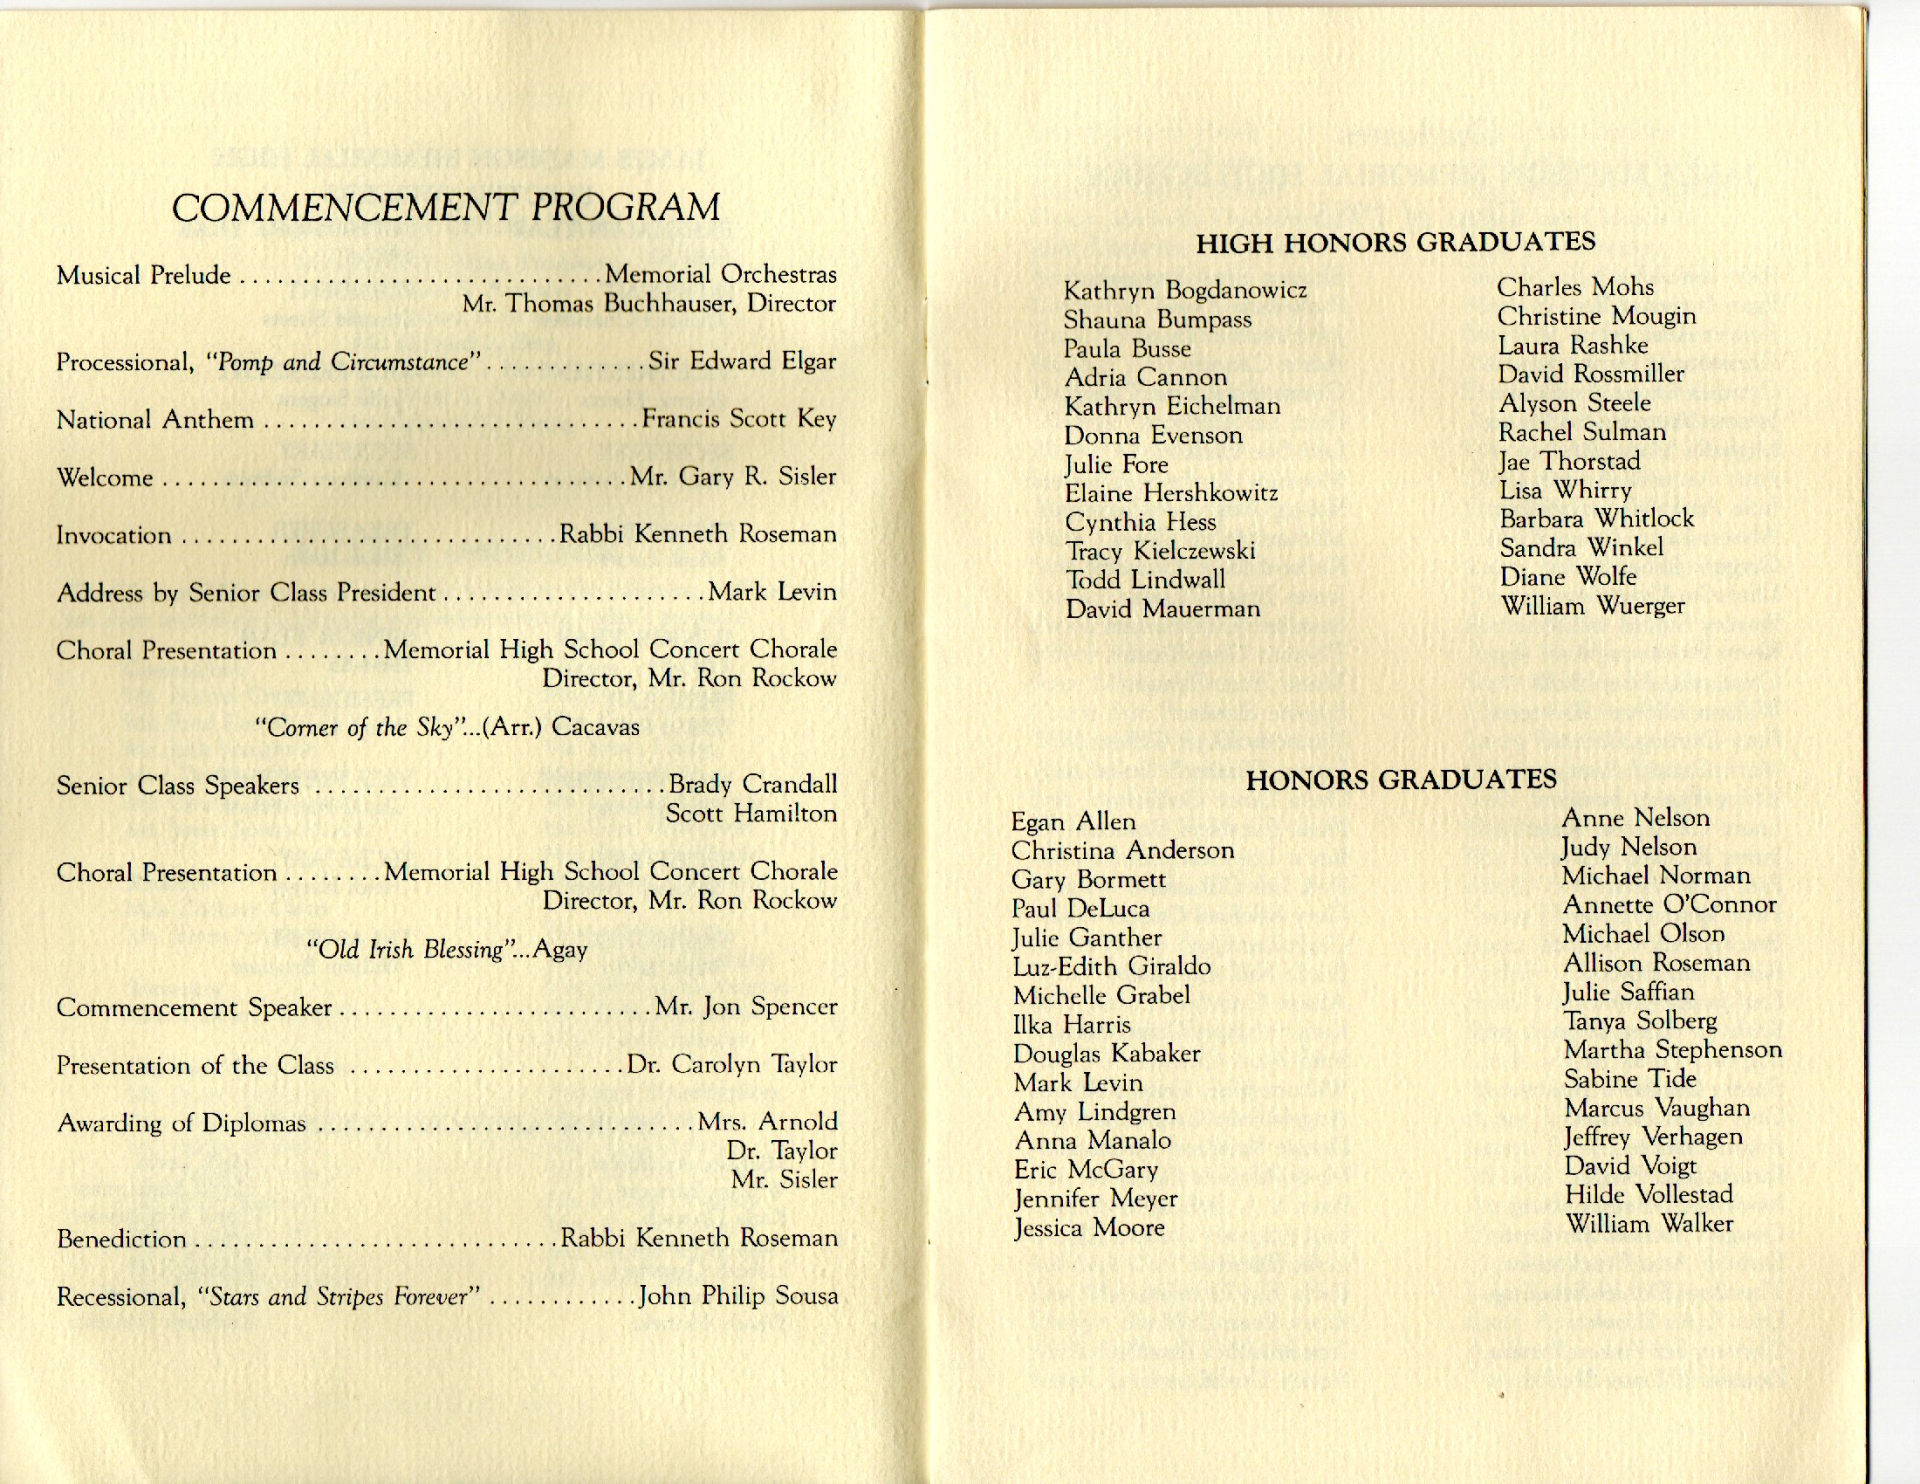 COMMENCEMENT PROGRAM
Musical Prelude ............................. Memorial Orchestras
Mr. Thomas Buchhauser, Director
Processional, "Pomp and Circumstance" ............. Sir Edward Elgar
National Anthem .............................. Francis Scott Key
Welcome ..................................... Mr. Gary R. Sisler
Invocation .............................. Rabbi Kenneth Roseman
Address by Senior Class President ..................... Mark Levin
Choral Presentation ........ Memorial High School Concert Chorale
Director, Mr. Ron Rockow
"Corner of the Sky"...(Arr.) Cacavas
Senior Class Speakers ............................ Brady Crandall
Scott Hamilton
Choral Presentation ........ Memorial High School Concert Chorale
Director, Mr. Ron Rockow
"Old Irish Blessing"...Agay
Commencement Speaker ......................... Mr. Jon Spencer
Presentation of the Class ...................... Dr. Carolyn Taylor
Awarding of Diplomas .............................. Mrs. Arnold
Dr. Taylor
Mr. Sisler
Benediction ............................. Rabbi Kenneth Roseman
Recessional, "Stars and Stripes Forever" ............ John Philip Sousa
HIGH HONORS GRADUATES
Kathryn Bogdanowicz
Shauna Bumpass
Paula Busse
Adria Cannon
Kathryn Eichelman
Donna Evenson
Julie Fore
Elaine Hershkowitz
Cynthia Hess
Tracy Kielczewski
Todd Lindwall
David Mauerman
Charles Mohs
Christine Mougin
Laura Rashke
David Rossmiller
Alyson Steele
Rachel Sulman
Jae Thorstad
Lisa Whirry
Barbara Whitlock
Sandra Winkel
Diane Wolfe
William Wuerger
HONORS GRADUATES
Egan Allen
Christina Anderson
Gary Bormett
Paul DeLuca
Julie Ganther
Luz-Edith Giraldo
Michelle Grabel
Ilka Harris
Douglas Kabaker
Mark Levin
Amy Lindgren
Anna Manalo
Eric McGary
Jennifer Meyer
Jessica Moore
Anne Nelson
Judy Nelson
Michael Norman
Annette O'Connor
Michael Olson
Allison Roseman
Julie Saffian
Tanya Solberg
Martha Stephenson
Sabine Tide
Marcus Vaughan
Jeffrey Verhagen
David Voigt
Hilde Vollestad
William Walker